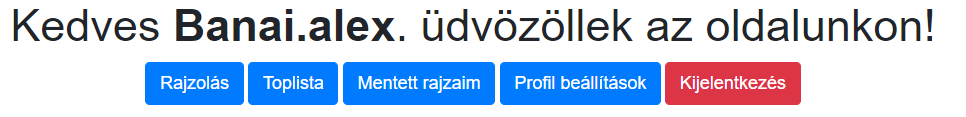 Kedves Banai.alex. üdvözöllek az oldalunkon!
Rajzolás Toplista Mentett rajzaim Profil beállítások Kijelentkezés